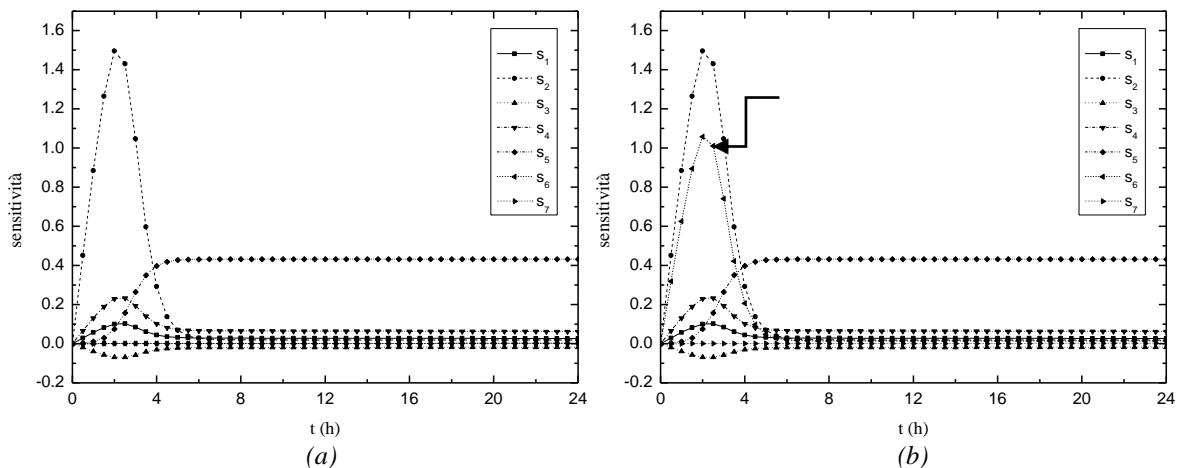 1.6
1.4
1.2
1.0
0.8
0.6
0.4
0.2
0.0
-0.2
sensitività
0 4 8 12 16 20 24
t (h)
s1
s2
s3
s4
s5
s6
s7
(a)
1.6
1.4
1.2
1.0
0.8
0.6
0.4
0.2
0.0
-0.2
sensitività
0 4 8 12 16 20 24
t (h)
s1
s2
s3
s4
s5
s6
s7
(b)